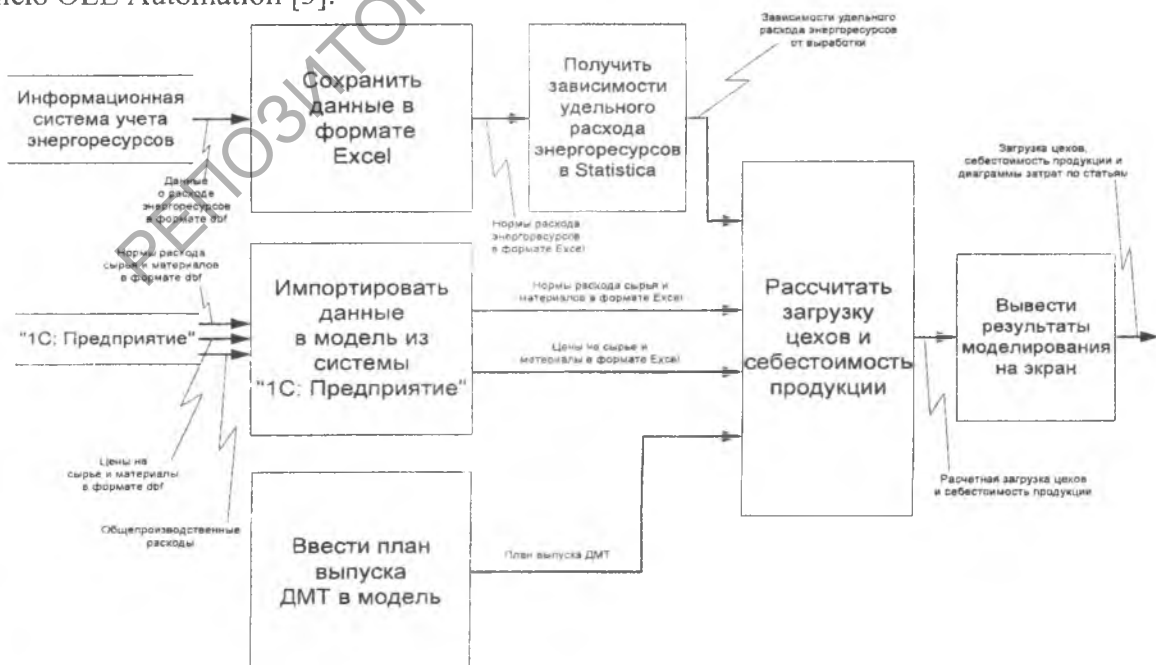 OLE Automation [5].
РЕПОЗИТО
Зависимости удельного
расхода энергоресурсов
от выработки
Информационная
система учета
энергоресурсов
Сохранить
данные в
формате
Excel
Получить
зависимости
удельного
расхода
энергоресурсов
в Statistica
Данные
о расходе
энергоресурсов
в формате dbf
Нормы расхода
энергоресурсов
в формате Excel
Загрузка цехов,
себестоимость продукции и
диаграммы затрат по статьям
Нормы расхода
сырья и материалов
в формате dbf
"1С: Предприятие"
Импортировать
данные
в модель из
системы
"1С: Предприятие"
Нормы расхода сырья и
материалов в формате Excel
Цены на сырье и
материалы в формате Excel
Рассчитать
загрузку
цехов и
себестоимость
продукции
Вывести
результаты
моделирования
на экран
Цены на
сырье и материалы
в формате dbf
Общепроизводственные
расходы
Расчетная загрузка цехов
и себестоимость продукции
Ввести план
выпуска
ДМТ в модель
План выпуска ДМТ